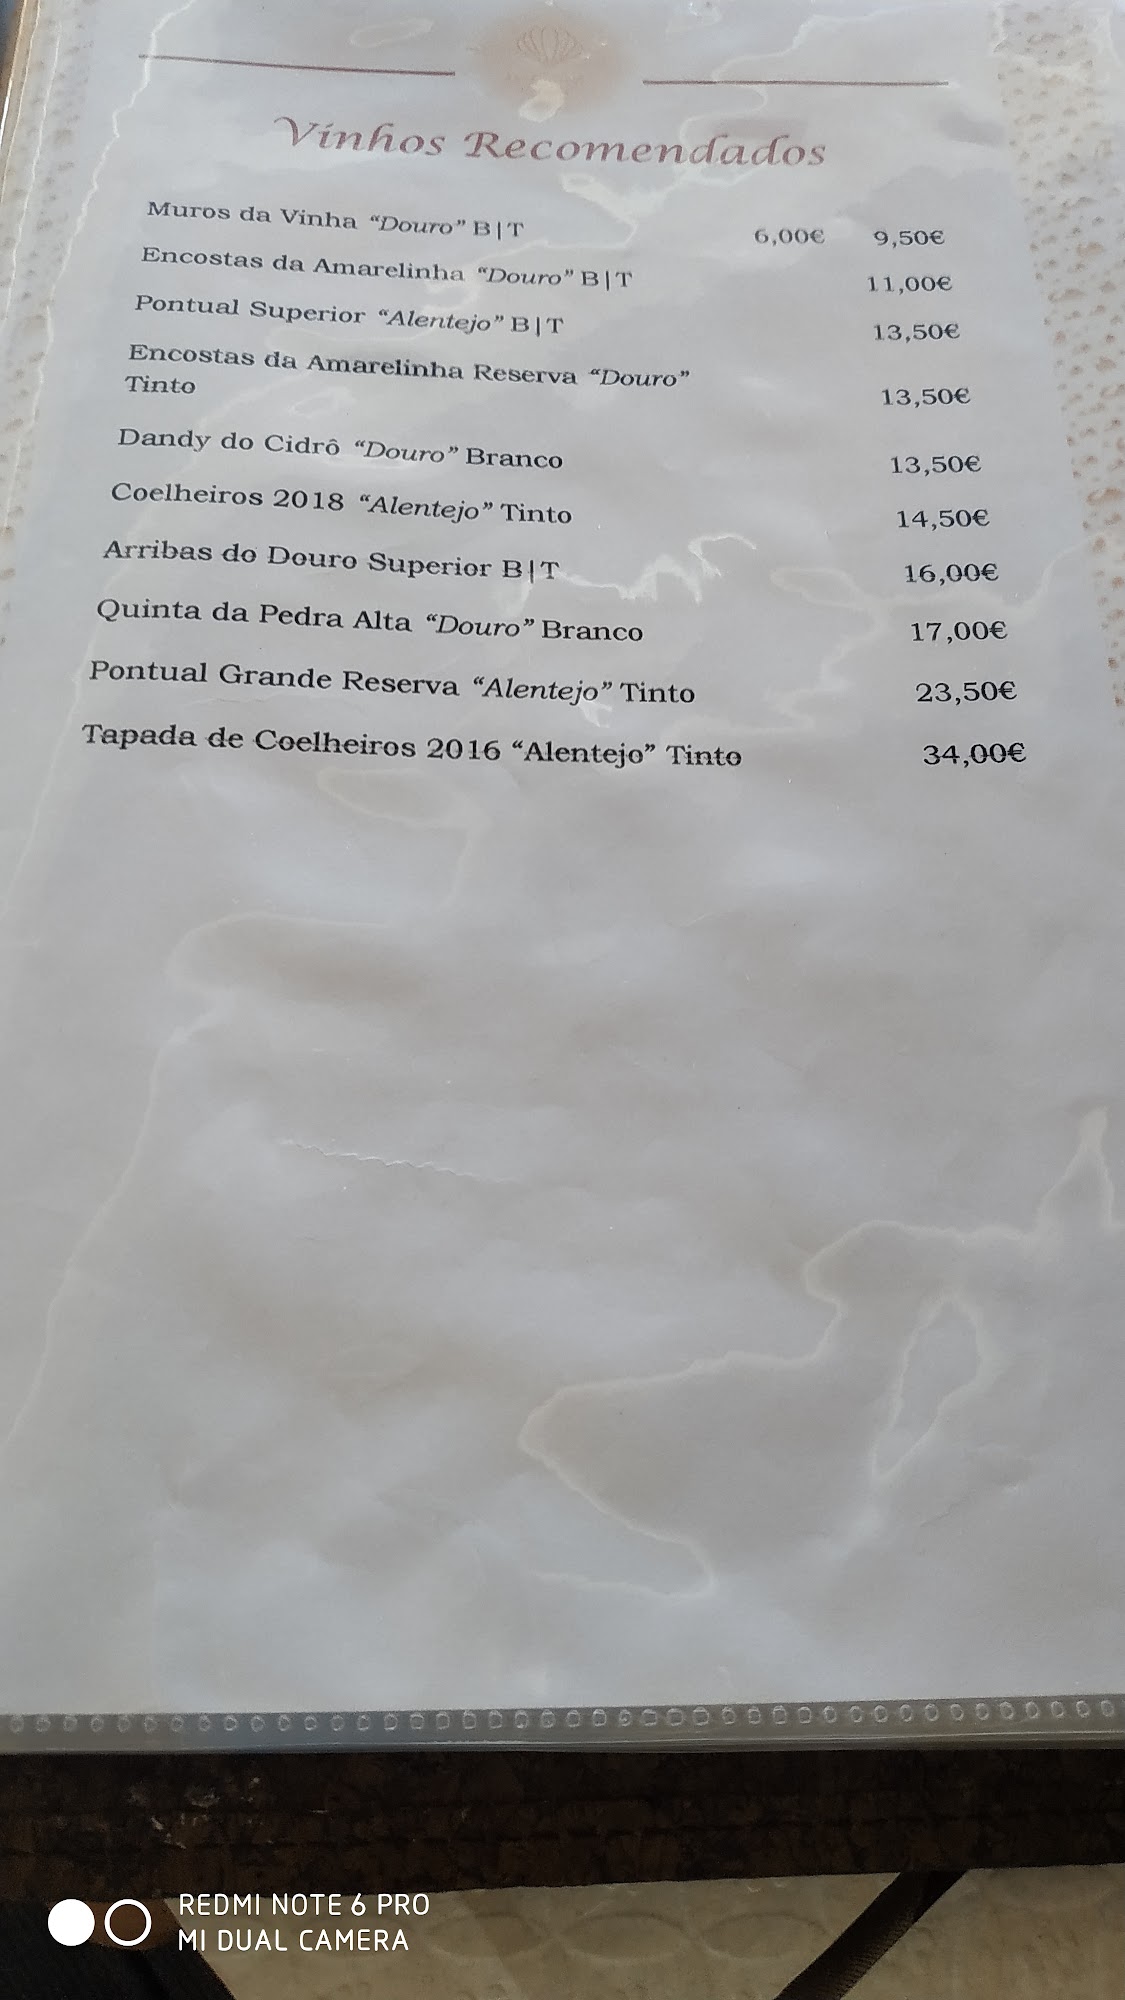 Vinhos Recomendados
Muros da Vinha “Douro” B|T 6,00€ 9,50€
Encostas da Amarelinha “Douro” B|T 11,00€
Pontual Superior “Alentejo” B|T 13,50€
Encostas da Amarelinha Reserva “Douro”
Tinto 13,50€
Dandy do Cidrô “Douro” Branco 13,50€
Coelheiros 2018 “Alentejo” Tinto 14,50€
Arribas do Douro Superior B|T 16,00€
Quinta da Pedra Alta “Douro” Branco 17,00€
Pontual Grande Reserva “Alentejo” Tinto 23,50€
Tapada de Coelheiros 2016 “Alentejo” Tinto 34,00€
REDMI NOTE 6 PRO
MI DUAL CAMERA